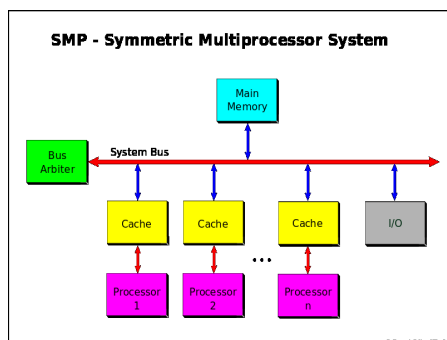 SMP - Symmetric Multiprocessor System
Main
Memory
Bus
Arbiter
System Bus
Cache
Cache
Cache
I/O
...
Processor
1
Processor
2
Processor
n